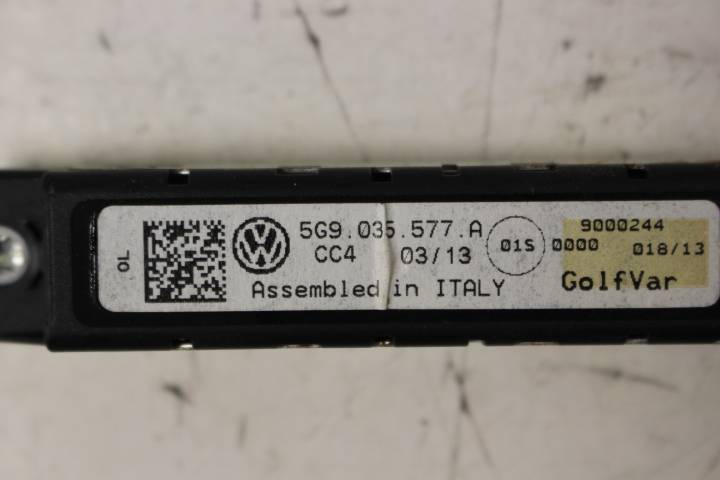 OL
5G9.035.577.A
CC4 03/13
Assembled in ITALY
01S
0000
9000244
018/13
GolfVar